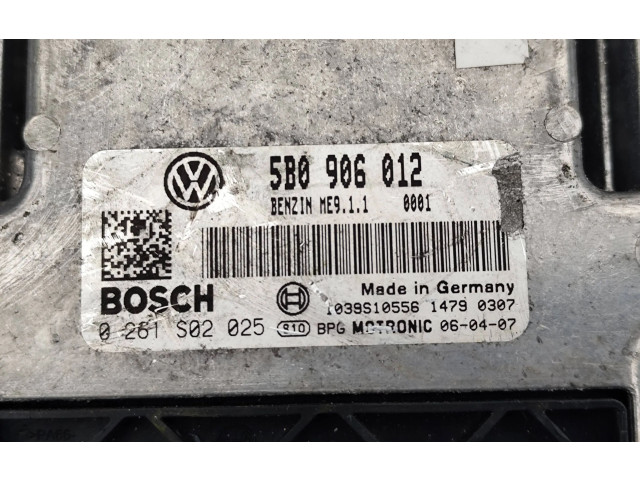 5B0 906 012
BENZIN ME9.1.1 0001
Made in Germany
BOSCH
1039S10556 1479 0307
0 261 S02 025 910 BPG MOTRONIC 06-04-07